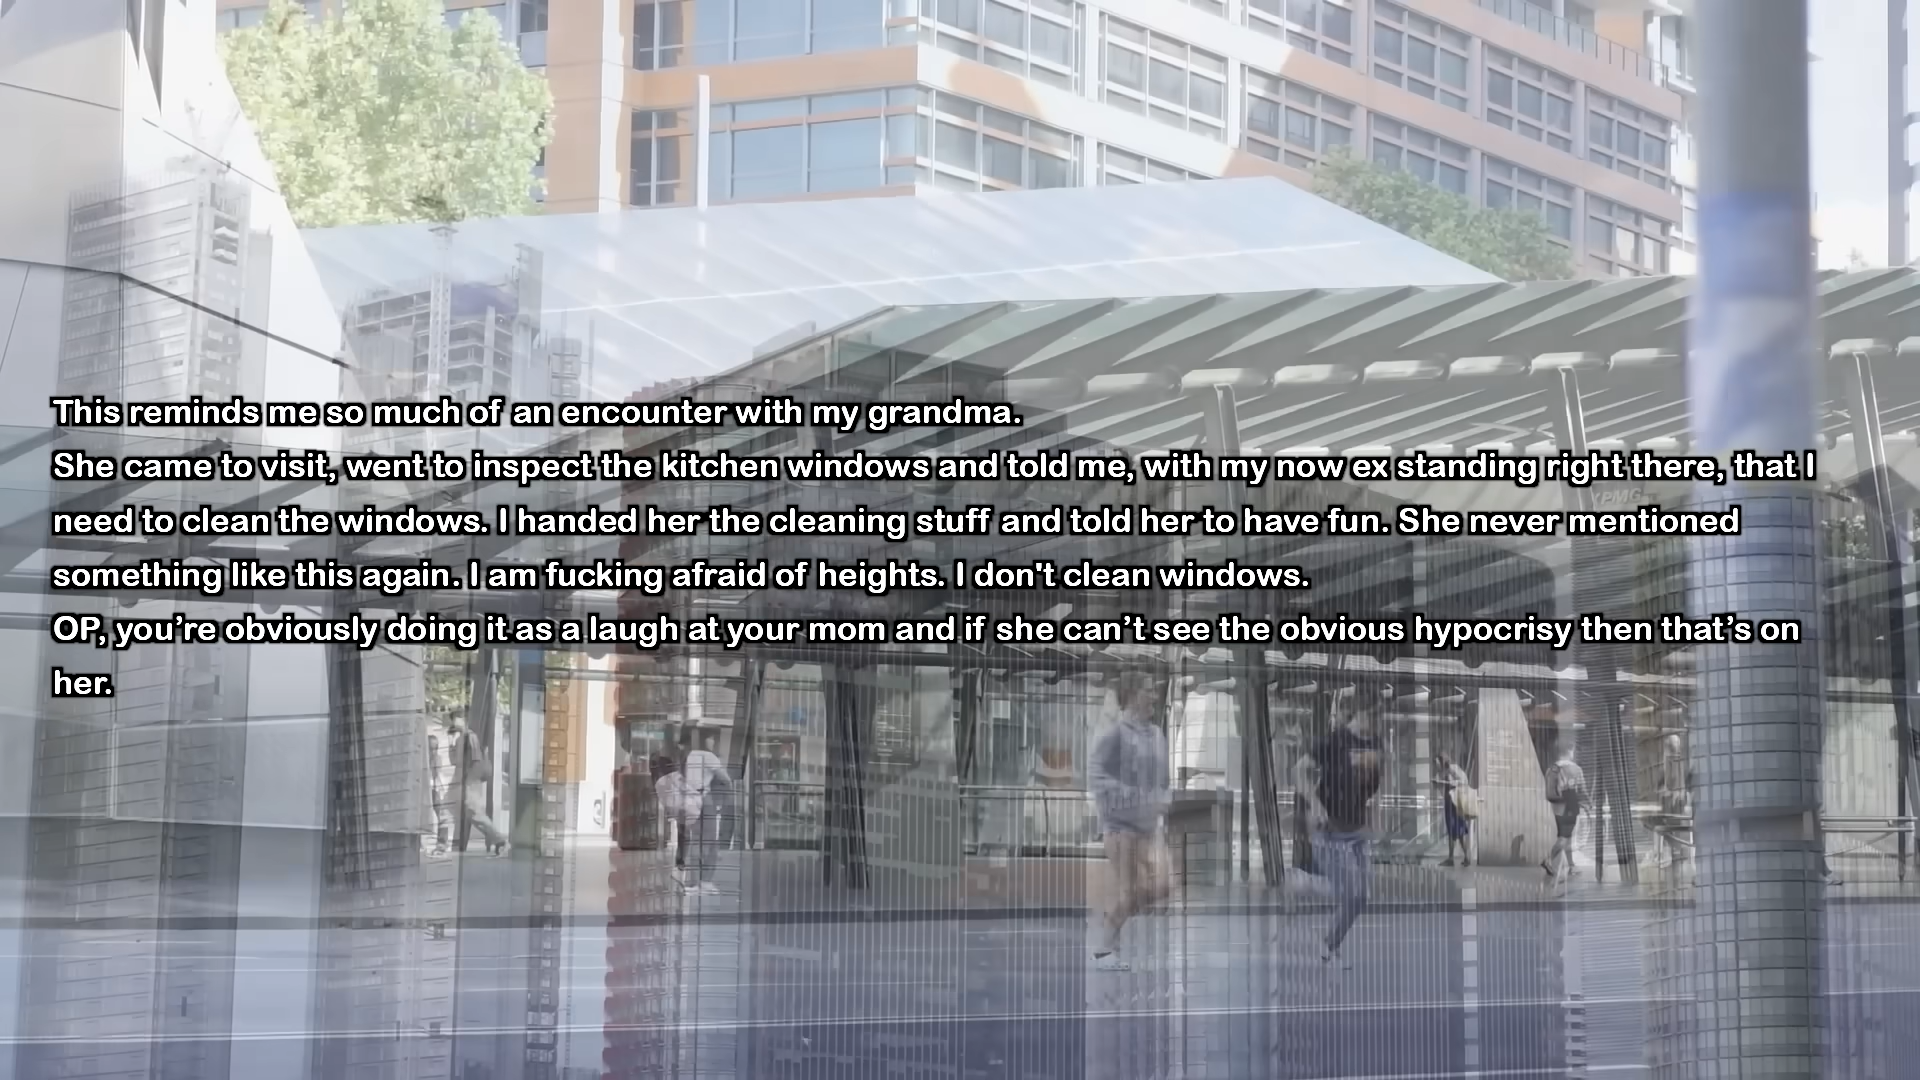 This reminds me so much of an encounter with my grandma.
She came to visit, went to inspect the kitchen windows and told me, with my now ex standing right there, that I
need to clean the windows. I handed her the cleaning stuff and told her to have fun. She never mentioned
something like this again. I am fucking afraid of heights. I don't clean windows.
OP, you’re obviously doing it as a laugh at your mom and if she can’t see the obvious hypocrisy then that’s on
her.
KPMG